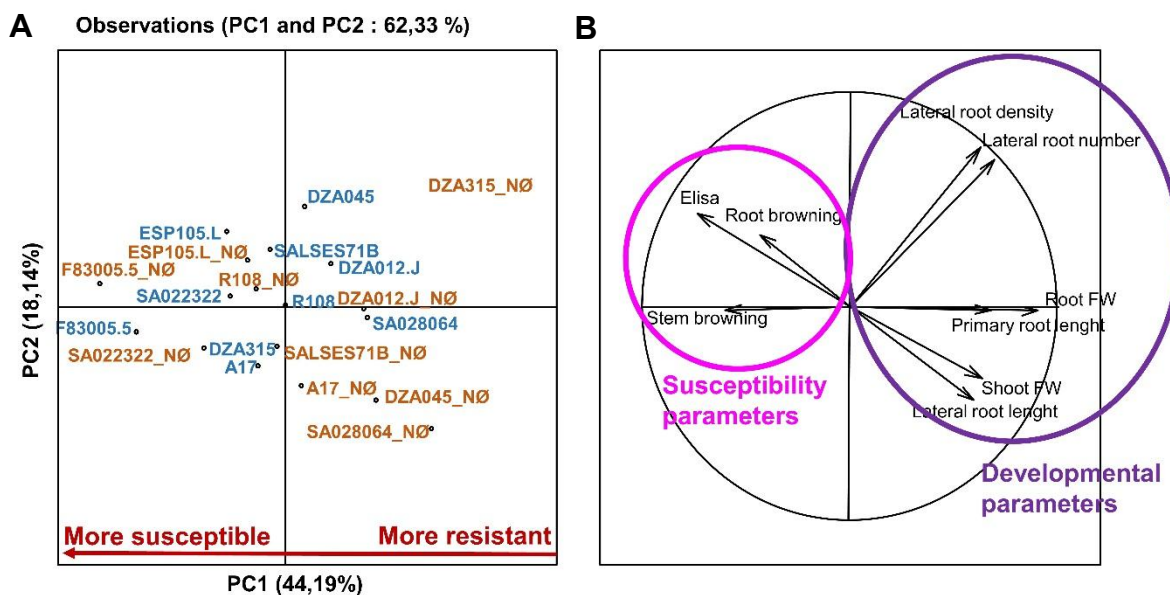 A
Observations (PC1 and PC2 : 62,33 %)
DZA315_NØ
DZA045
ESP105.L
ESP105.L_NØ
SALSES71B
F83005.5_NØ
DZA012.J
R108_NØ
SA022322
R108
DZA012.J_NØ
SA028064
F83005.5
SA022322_NØ
DZA315
SALSES71B_NØ
A17
A17_NØ
DZA045_NØ
SA028064_NØ
More susceptible
More resistant
PC2 (18,14%)
PC1 (44,19%)
B
Lateral root density
Lateral root number
Elisa
Root browning
Stem browning
Root FW
Primary root lenght
Shoot FW
Lateral root lenght
Susceptibility
parameters
Developmental
parameters